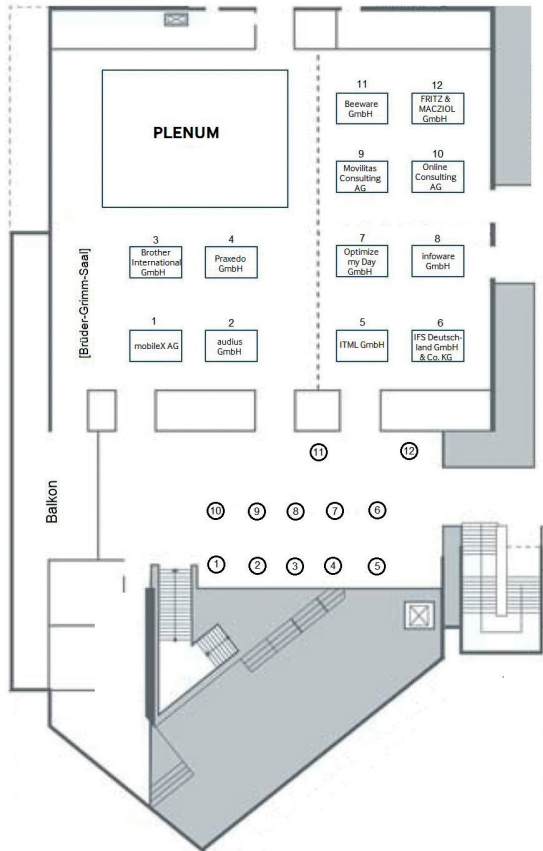 PLENUM
11
Beeware
GmbH
12
FRITZ &
MACZIOL
GmbH
9
Movilitas
Consulting
AG
10
Online
Consulting
AG
3
Brother
International
GmbH
4
Praxedo
GmbH
7
Optimize
my Day
GmbH
8
infoware
GmbH
[Brüder-Grimm-Saal]
1
mobileX AG
2
audius
GmbH
5
ITML GmbH
6
IFS Deutsch-
land GmbH
& Co. KG
Balkon
11
12
10
9
8
7
6
1
2
3
4
5